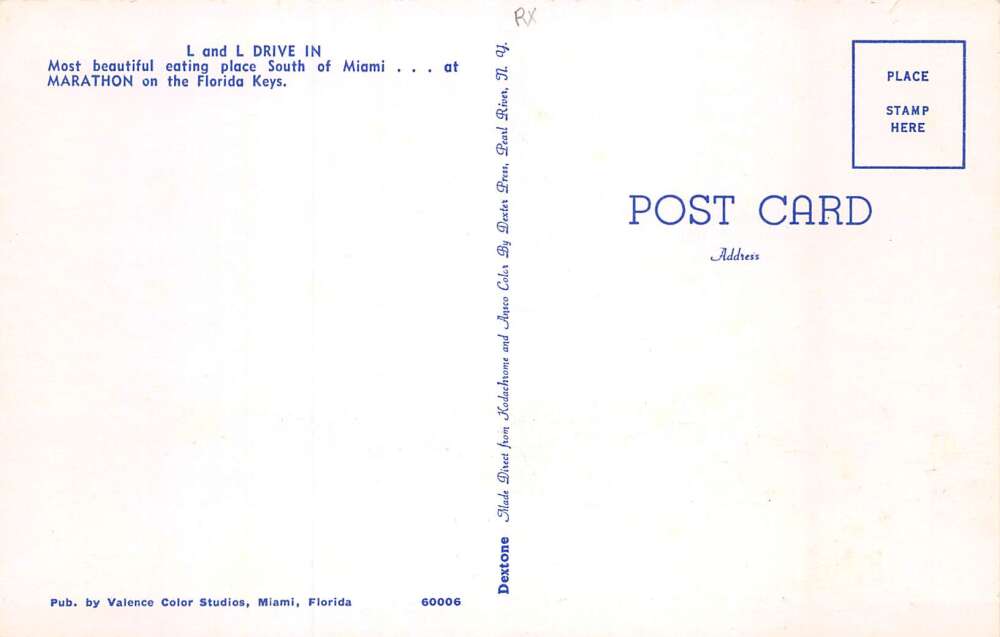 RX
L and L DRIVE IN
Most beautiful eating place South of Miami . . . at
MARATHON on the Florida Keys.
Pub. by Valence Color Studios, Miami, Florida 60006
Dextone Made Direct from Kodachrome and Ansco Color By Dexter Press, Pearl River, N. Y.
PLACE
STAMP
HERE
POST CARD
Address